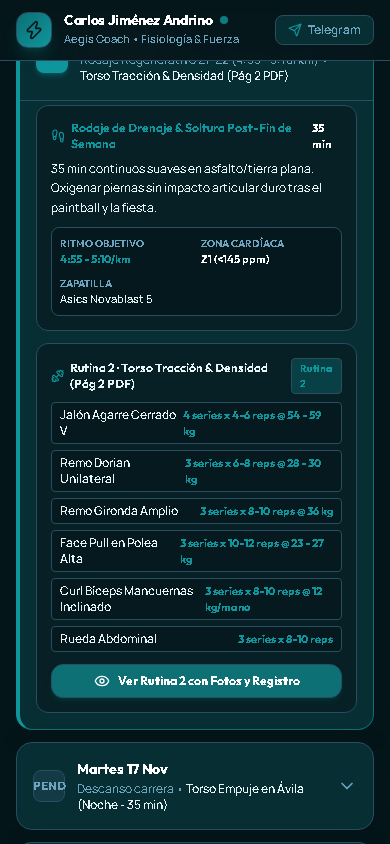 Carlos Jiménez Andrino
Aegis Coach • Fisiología & Fuerza
Telegram
Torso Tracción & Densidad (Pág 2 PDF)
Rodaje de Drenaje & Soltura Post-Fin de
Semana
35
min
35 min continuos suaves en asfalto/tierra plana.
Oxigenar piernas sin impacto articular duro tras el
paintball y la fiesta.
RITMO OBJETIVO
4:55 - 5:10/km
ZONA CARDÍACA
Z1 (<145 ppm)
ZAPATILLA
Asics Novablast 5
Rutina 2 · Torso Tracción & Densidad
(Pág 2 PDF)
Rutina
2
Jalón Agarre Cerrado
V
4 series x 4-6 reps @ 54 - 59
kg
Remo Dorian
Unilateral
3 series x 6-8 reps @ 28 - 30
kg
Remo Gironda Amplio
3 series x 8-10 reps @ 36 kg
Face Pull en Polea
Alta
3 series x 10-12 reps @ 23 - 27
kg
Curl Bíceps Mancuernas
Inclinado
3 series x 8-10 reps @ 12
kg/mano
Rueda Abdominal
3 series x 8-10 reps
Ver Rutina 2 con Fotos y Registro
PEND
Martes 17 Nov
Descanso carrera • Torso Empuje en Ávila
(Noche - 35 min)